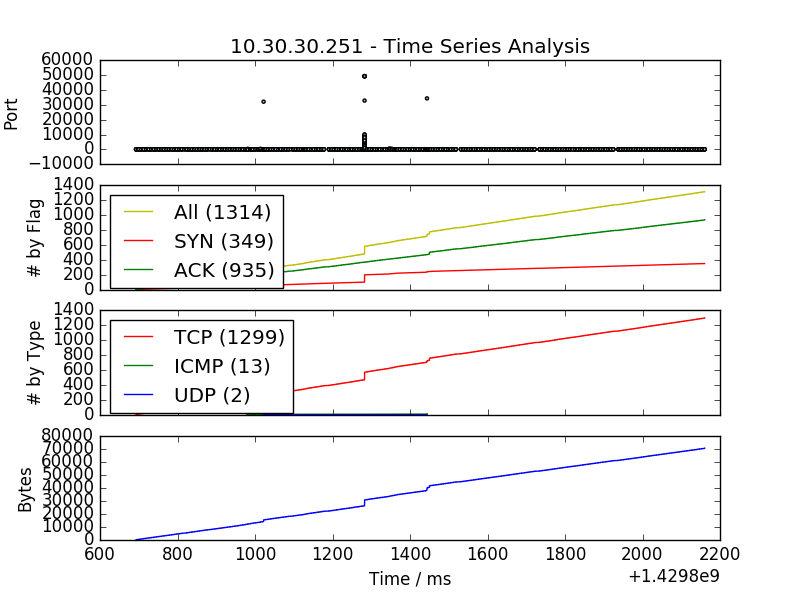 10.30.30.251 - Time Series Analysis
60000
50000
40000
30000
20000
10000
0
−10000
Port
1400
1200
1000
800
600
400
200
0
# by Flag
All (1314)
SYN (349)
ACK (935)
1400
1200
1000
800
600
400
200
0
# by Type
TCP (1299)
ICMP (13)
UDP (2)
80000
70000
60000
50000
40000
30000
20000
10000
0
Bytes
600 800 1000 1200 1400 1600 1800 2000 2200
Time / ms
+1.4298e9